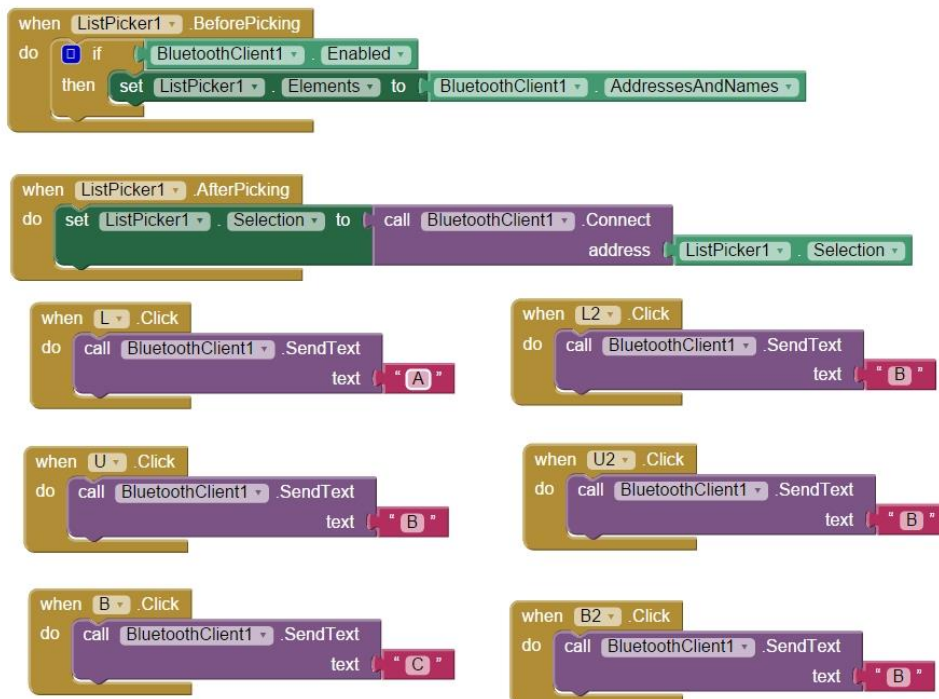 when ListPicker1 .BeforePicking
do if BluetoothClient1 . Enabled
then set ListPicker1 . Elements to BluetoothClient1 . AddressesAndNames
when ListPicker1 .AfterPicking
do set ListPicker1 . Selection to call BluetoothClient1 .Connect
address ListPicker1 . Selection
when L .Click
do call BluetoothClient1 .SendText
text " A "
when L2 .Click
do call BluetoothClient1 .SendText
text " B "
when U .Click
do call BluetoothClient1 .SendText
text " B "
when U2 .Click
do call BluetoothClient1 .SendText
text " B "
when B .Click
do call BluetoothClient1 .SendText
text " C "
when B2 .Click
do call BluetoothClient1 .SendText
text " B "